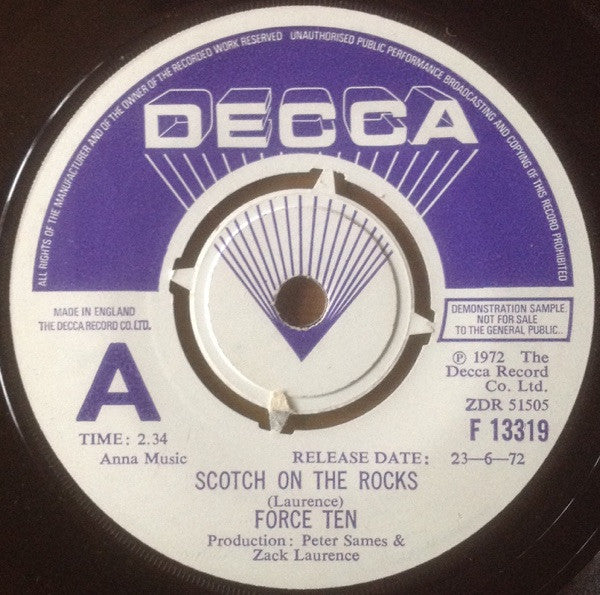 ALL RIGHTS OF THE MANUFACTURER AND OF THE OWNER OF THE RECORDED WORK RESERVED UNAUTHORISED PUBLIC PERFORMANCE BROADCASTING AND COPYING OF THIS RECORD PROHIBITED
DECCA
MADE IN ENGLAND
THE DECCA RECORD CO. LTD.
DEMONSTRATION SAMPLE.
NOT FOR SALE
TO THE GENERAL PUBLIC..
A
℗ 1972 The
Decca Record
Co. Ltd.
ZDR 51505
F 13319
TIME: 2.34
Anna Music
RELEASE DATE: 23—6—72
SCOTCH ON THE ROCKS
(Laurence)
FORCE TEN
Production: Peter Sames &
Zack Laurence